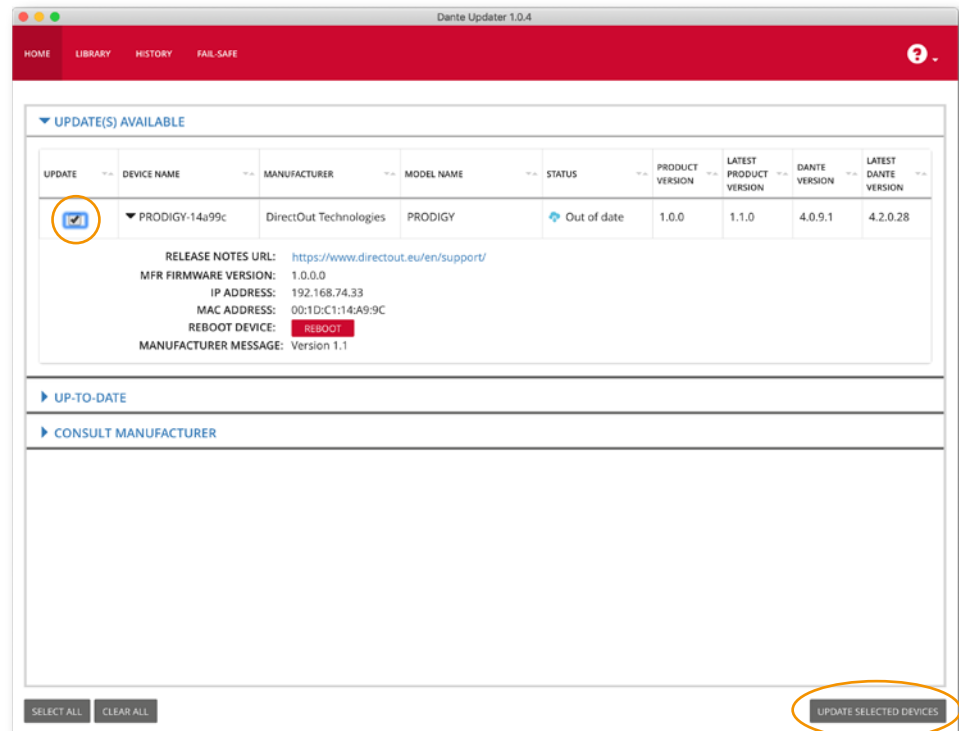 Dante Updater 1.0.4
HOME LIBRARY HISTORY FAIL-SAFE ?
UPDATE(S) AVAILABLE
UPDATE DEVICE NAME MANUFACTURER MODEL NAME STATUS PRODUCT VERSION LATEST PRODUCT VERSION DANTE VERSION LATEST DANTE VERSION
PRODIGY-14a99c DirectOut Technologies PRODIGY Out of date 1.0.0 1.1.0 4.0.9.1 4.2.0.28
RELEASE NOTES URL: https://www.directout.eu/en/support/
MFR FIRMWARE VERSION: 1.0.0.0
IP ADDRESS: 192.168.74.33
MAC ADDRESS: 00:1D:C1:14:A9:9C
REBOOT DEVICE: REBOOT
MANUFACTURER MESSAGE: Version 1.1
UP-TO-DATE
CONSULT MANUFACTURER
SELECT ALL CLEAR ALL UPDATE SELECTED DEVICES